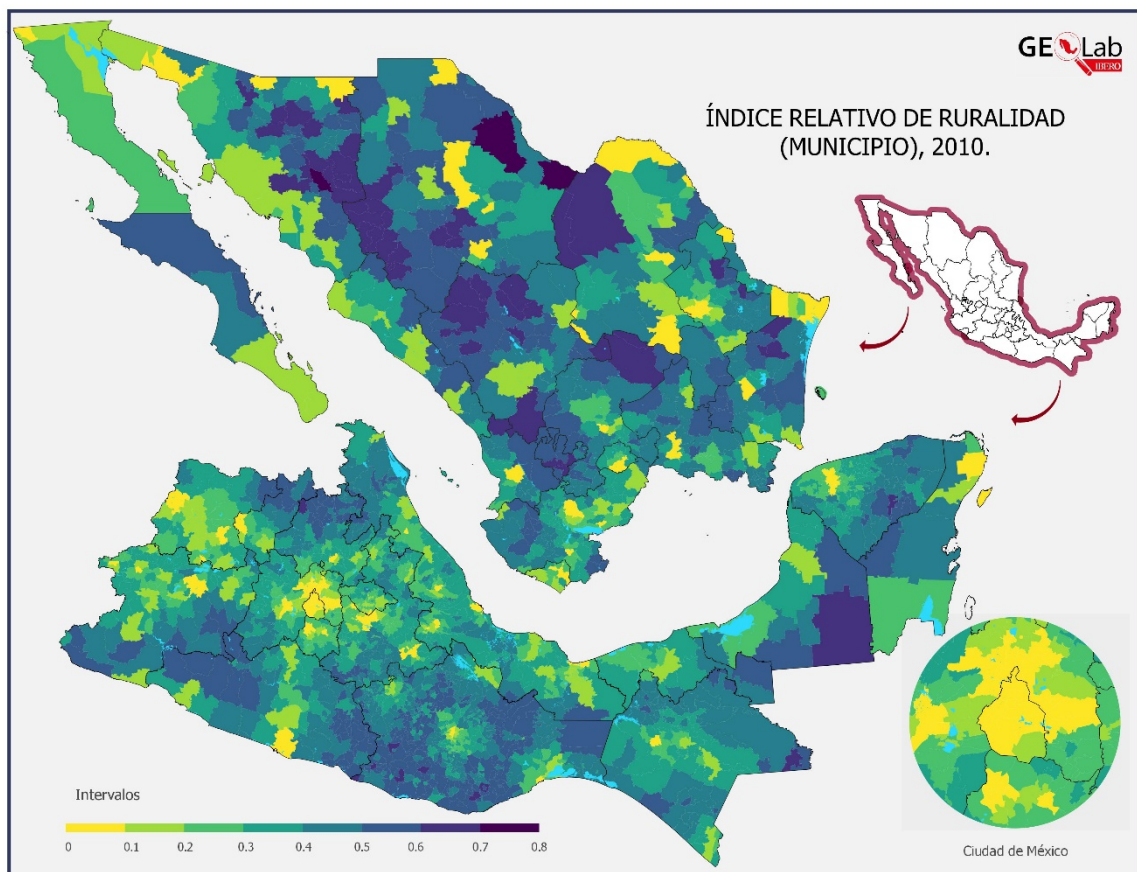 GEOLab
IBERO
ÍNDICE RELATIVO DE RURALIDAD
(MUNICIPIO), 2010.
Intervalos
0 0.1 0.2 0.3 0.4 0.5 0.6 0.7 0.8
Ciudad de México